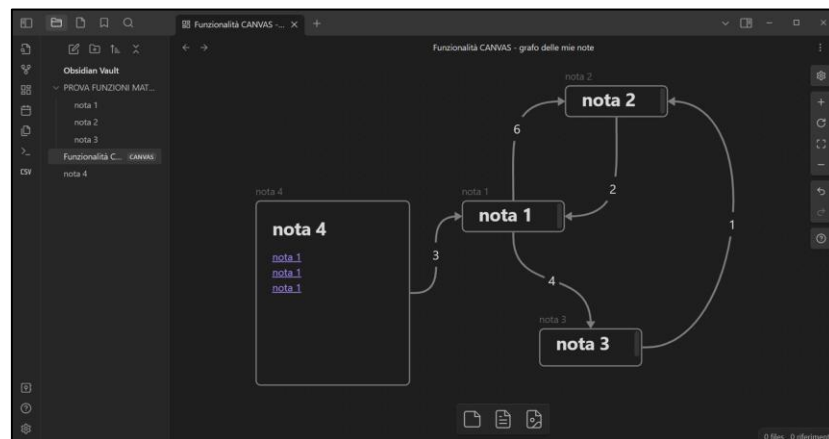 Funzionalità CANVAS -...
Funzionalità CANVAS - grafo delle mie note
Obsidian Vault
PROVA FUNZIONI MAT...
nota 1
nota 2
nota 3
Funzionalità C... CANVAS
nota 4
CSV
nota 2
nota 2
6
2
1
nota 4
nota 4
nota 1
nota 1
nota 1
nota 1
nota 1
3
4
nota 3
nota 3
0 files 0 riferiment